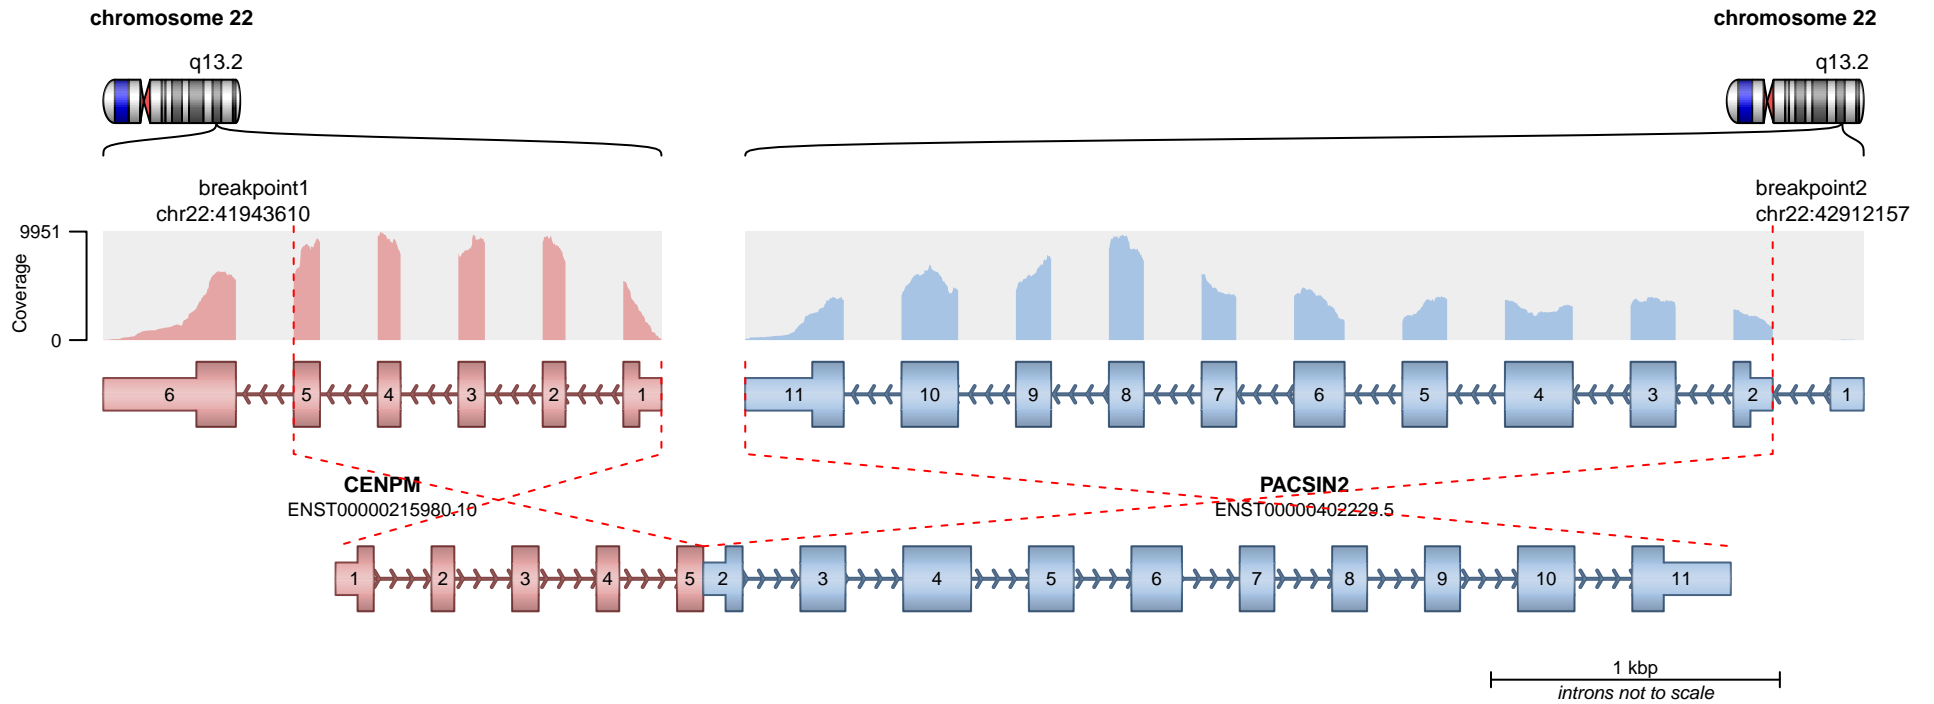 chromosome 22
chromosome 22
q13.2
q13.2
breakpoint1
chr22:41943610
breakpoint2
chr22:42912157
9951
Coverage
0
6 5 4 3 2 1
11 10 9 8 7 6 5 4 3 2 1
CENPM
ENST00000215980.10
PACSIN2
ENST00000402229.5
1 2 3 4 5 2 3 4 5 6 7 8 9 10 11
1 kbp
introns not to scale